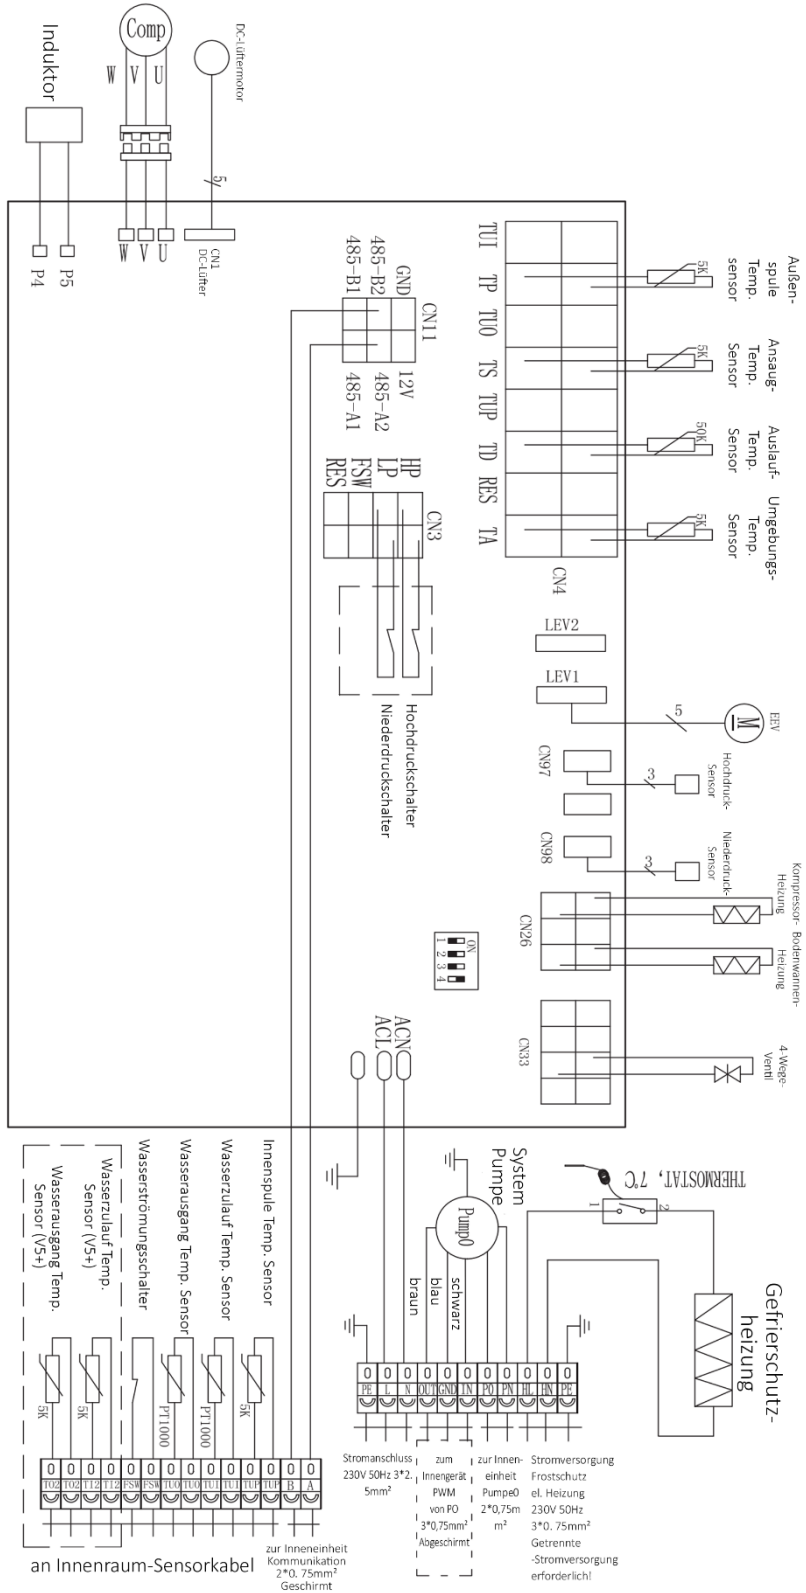 Comp
W
V
U
DC-Lüftermotor
Induktor
5
P4
P5
W
V
U
CN1
DC-Lüfter
485-B1
485-B2
GND
CN11
485-A1
485-A2
12V
RES
FSW
LP
HP
CN3
Hochdruckschalter
Niederdruckschalter
TUI
TP
TUO
TS
TUP
TD
RES
TA
CN4
5K
5K
50K
5K
Außen-
spule
Temp.
sensor
Ansaug-
Temp.
Sensor
Auslauf-
Temp.
Sensor
Umgebungs-
Temp.
Sensor
LEV2
LEV1
5
M
EEV
CN97
3
Hochdruck-
Sensor
CN98
3
Niederdruck-
Sensor
CN26
Kompressor-
Heizung
Bodenwannen-
Heizung
CN33
4-Wege-
Ventil
ON
1 2 3 4
ACL
ACN
System
Pumpe
Pump0
braun
blau
schwarz
THERMOSTAT, 7℃
1
2
Gefrierschutz-
heizung
PE L N OUT GND IN P0 PN HL HN PE
Stromanschluss
230V 50Hz 3*2.
5mm²
zum
Innengerät
PWM
von PO
3*0,75mm²
Abgeschirmt
zur Innen-
einheit
Pumpe0
2*0,75m
m²
Stromversorgung
Frostschutz
el. Heizung
230V 50Hz
3*0. 75mm²
Getrennte
-Stromversorgung
erforderlich!
Wasserausgang Temp.
Sensor (V5+)
Wasserzulauf Temp.
Sensor (V5+)
Wasserströmungsschalter
Wasserausgang Temp. Sensor
Wasserzulauf Temp. Sensor
Innenspule Temp. Sensor
5K
5K
PT1000
PT1000
5K
TO2 TO2 TI2 TI2 FSW FSW TUO TUO TUI TUI TUP TUP B A
an Innenraum-Sensorkabel
zur Inneneinheit
Kommunikation
2*0. 75mm²
Geschirmt